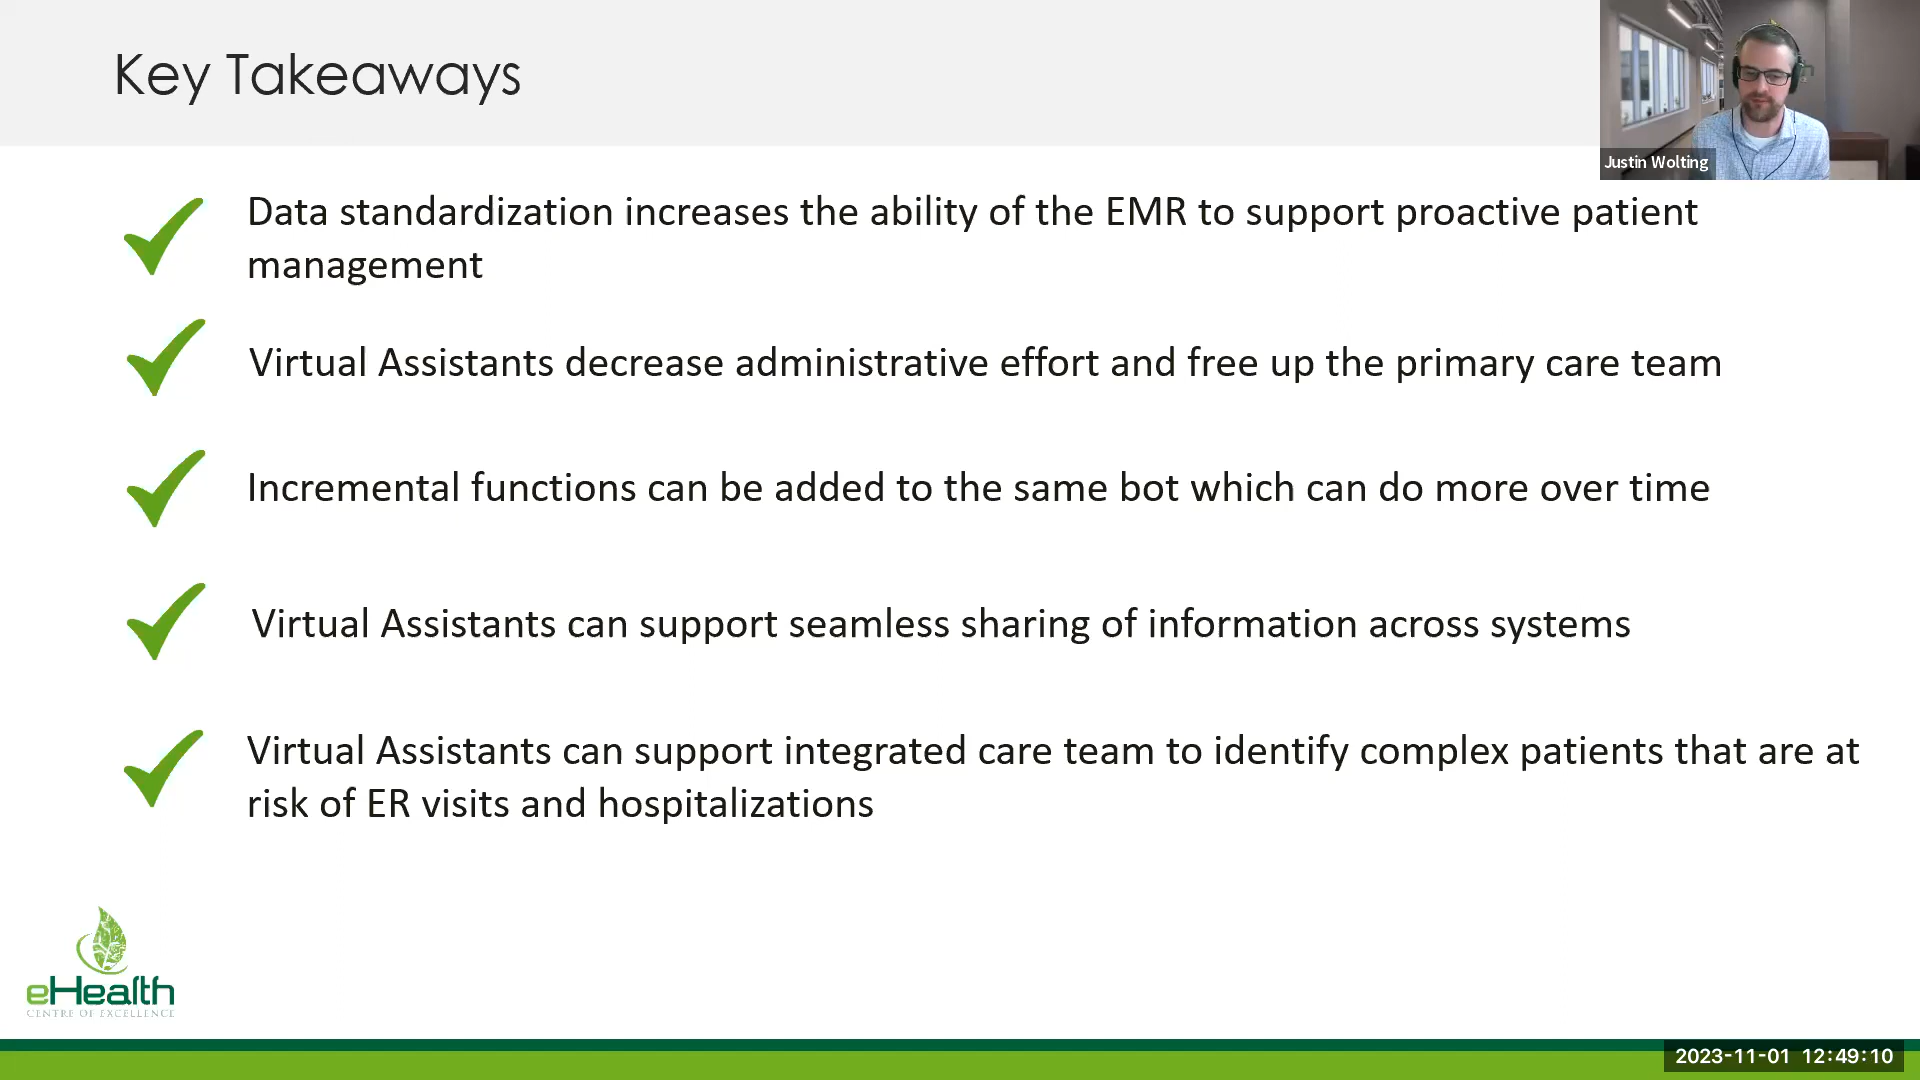 Key Takeaways
Justin Wolting
Data standardization increases the ability of the EMR to support proactive patient
management
Virtual Assistants decrease administrative effort and free up the primary care team
Incremental functions can be added to the same bot which can do more over time
Virtual Assistants can support seamless sharing of information across systems
Virtual Assistants can support integrated care team to identify complex patients that are at
risk of ER visits and hospitalizations
eHealth
CENTRE OF EXCELLENCE
2023-11-01 12:49:10